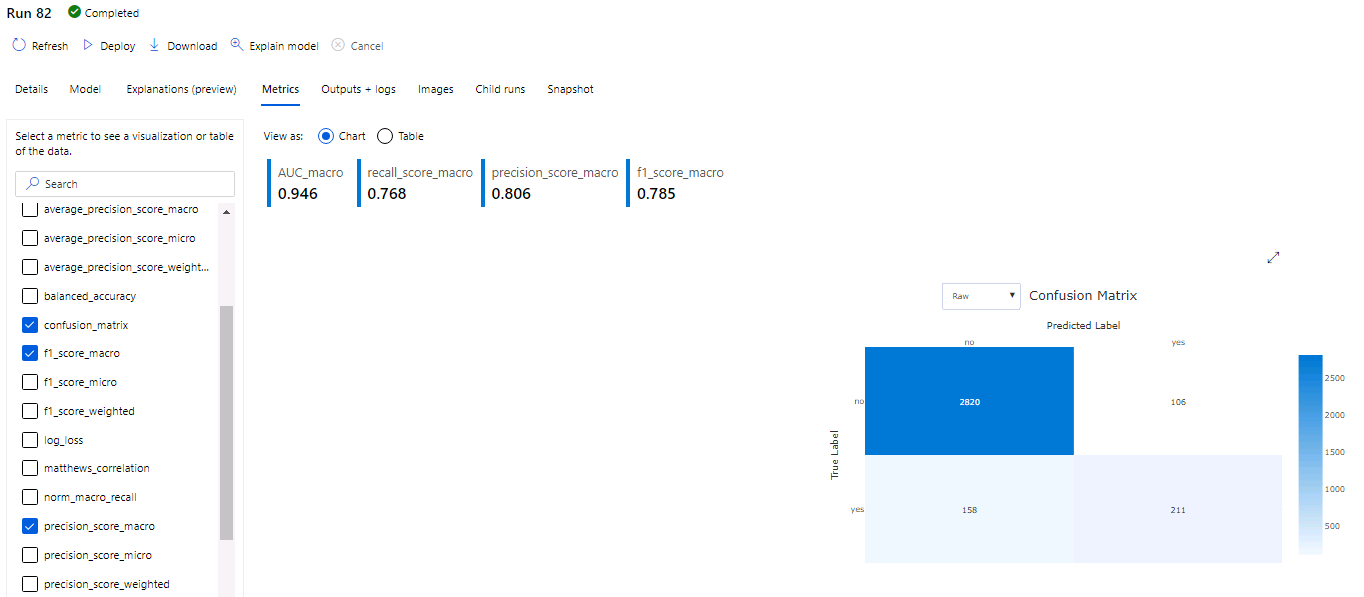 Run 82 Completed
Refresh Deploy Download Explain model Cancel
Details Model Explanations (preview) Metrics Outputs + logs Images Child runs Snapshot
Select a metric to see a visualization or table
of the data.
Search
average_precision_score_macro
average_precision_score_micro
average_precision_score_weight...
balanced_accuracy
confusion_matrix
f1_score_macro
f1_score_micro
f1_score_weighted
log_loss
matthews_correlation
norm_macro_recall
precision_score_macro
precision_score_micro
precision_score_weighted
View as: Chart Table
AUC_macro
0.946
recall_score_macro
0.768
precision_score_macro
0.806
f1_score_macro
0.785
Raw Confusion Matrix
Predicted Label
no yes
True Label
no 2820 106
yes 158 211
2500
2000
1500
1000
500